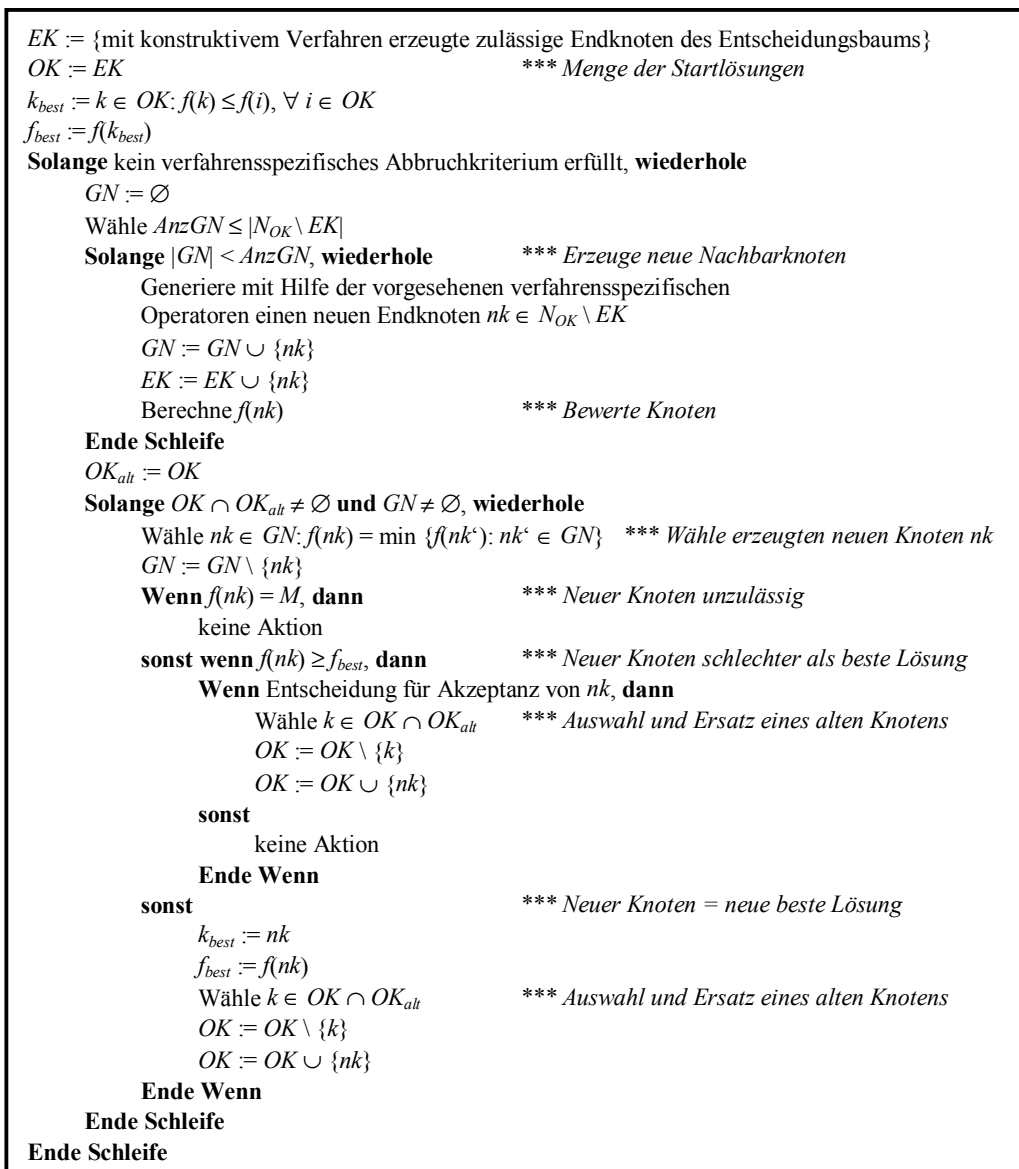 EK := {mit konstruktivem Verfahren erzeugte zulässige Endknoten des Entscheidungsbaums}
OK := EK *** Menge der Startlösungen
k_best := k ∈ OK: f(k) ≤ f(i), ∀ i ∈ OK
f_best := f(k_best)
Solange kein verfahrensspezifisches Abbruchkriterium erfüllt, wiederhole
GN := ∅
Wähle AnzGN ≤ |N_OK \ EK|
Solange |GN| < AnzGN, wiederhole *** Erzeuge neue Nachbarknoten
Generiere mit Hilfe der vorgesehenen verfahrensspezifischen
Operatoren einen neuen Endknoten nk ∈ N_OK \ EK
GN := GN ∪ {nk}
EK := EK ∪ {nk}
Berechne f(nk) *** Bewerte Knoten
Ende Schleife
OK_alt := OK
Solange OK ∩ OK_alt ≠ ∅ und GN ≠ ∅, wiederhole
Wähle nk ∈ GN: f(nk) = min {f(nk‘): nk‘ ∈ GN} *** Wähle erzeugten neuen Knoten nk
GN := GN \ {nk}
Wenn f(nk) = M, dann *** Neuer Knoten unzulässig
keine Aktion
sonst wenn f(nk) ≥ f_best, dann *** Neuer Knoten schlechter als beste Lösung
Wenn Entscheidung für Akzeptanz von nk, dann
Wähle k ∈ OK ∩ OK_alt *** Auswahl und Ersatz eines alten Knotens
OK := OK \ {k}
OK := OK ∪ {nk}
sonst
keine Aktion
Ende Wenn
sonst *** Neuer Knoten = neue beste Lösung
k_best := nk
f_best := f(nk)
Wähle k ∈ OK ∩ OK_alt *** Auswahl und Ersatz eines alten Knotens
OK := OK \ {k}
OK := OK ∪ {nk}
Ende Wenn
Ende Schleife
Ende Schleife